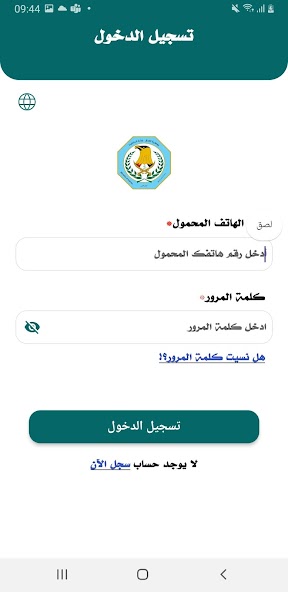 09:44
تسجيل الدخول
الهاتف المحمول*
لصق
ادخل رقم هاتفك المحمول
كلمة المرور*
ادخل كلمة المرور
هل نسيت كلمة المرور؟!
تسجيل الدخول
لا يوجد حساب سجل الآن